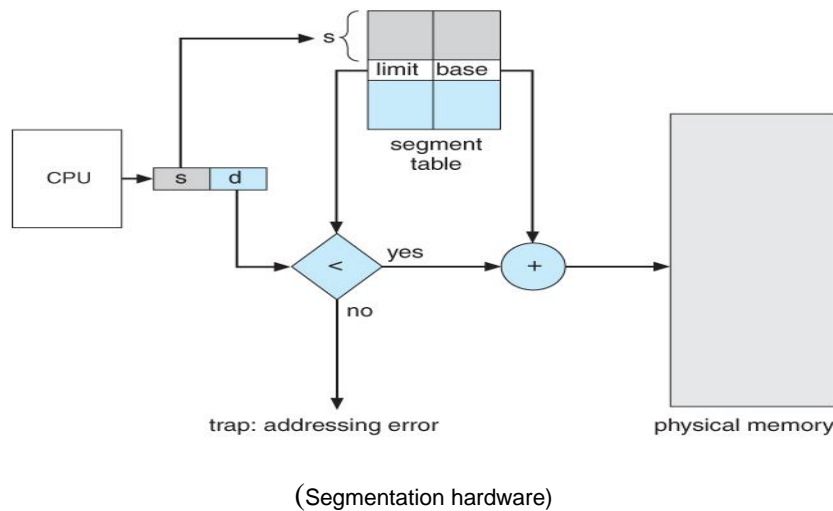 s
limit base
segment
table
CPU
s d
<
yes
+
no
trap: addressing error
physical memory
(Segmentation hardware)